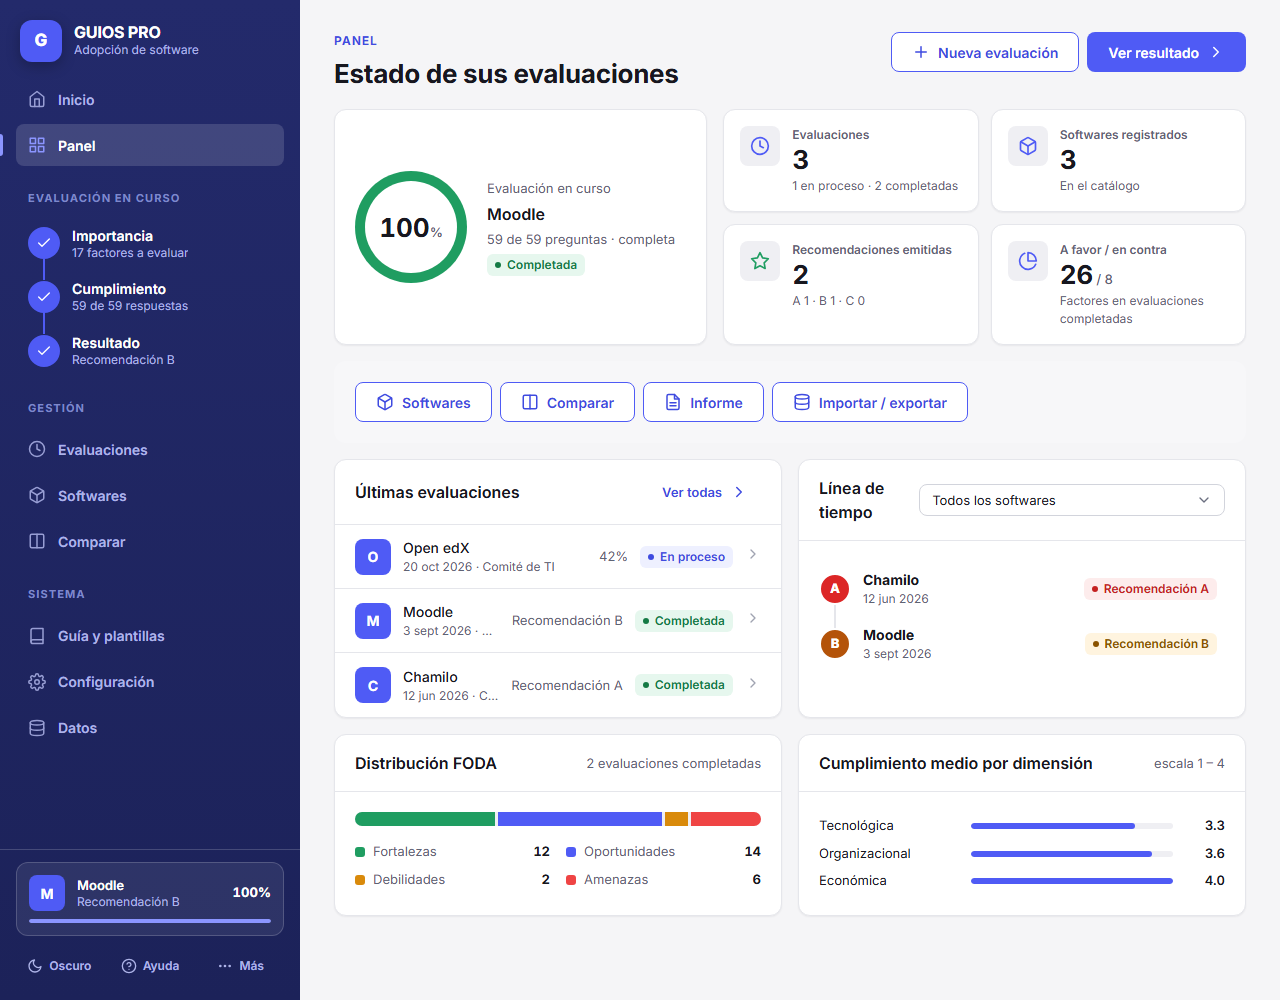 G
GUIOS PRO
Adopción de software
Inicio
Panel
EVALUACIÓN EN CURSO
Importancia
17 factores a evaluar
Cumplimiento
59 de 59 respuestas
Resultado
Recomendación B
GESTIÓN
Evaluaciones
Softwares
Comparar
SISTEMA
Guía y plantillas
Configuración
Datos
M
Moodle
Recomendación B
100%
Oscuro
Ayuda
Más
PANEL
Estado de sus evaluaciones
Nueva evaluación
Ver resultado
100%
Evaluación en curso
Moodle
59 de 59 preguntas · completa
Completada
Evaluaciones
3
1 en proceso · 2 completadas
Softwares registrados
3
En el catálogo
Recomendaciones emitidas
2
A 1 · B 1 · C 0
A favor / en contra
26 / 8
Factores en evaluaciones
completadas
Softwares
Comparar
Informe
Importar / exportar
Últimas evaluaciones
Ver todas
O
Open edX
20 oct 2026 · Comité de TI
42%
En proceso
M
Moodle
3 sept 2026 · ...
Recomendación B
Completada
C
Chamilo
12 jun 2026 · C...
Recomendación A
Completada
Línea de
tiempo
Todos los softwares
A
Chamilo
12 jun 2026
Recomendación A
B
Moodle
3 sept 2026
Recomendación B
Distribución FODA
2 evaluaciones completadas
Fortalezas 12
Oportunidades 14
Debilidades 2
Amenazas 6
Cumplimiento medio por dimensión
escala 1 – 4
Tecnológica 3.3
Organizacional 3.6
Económica 4.0